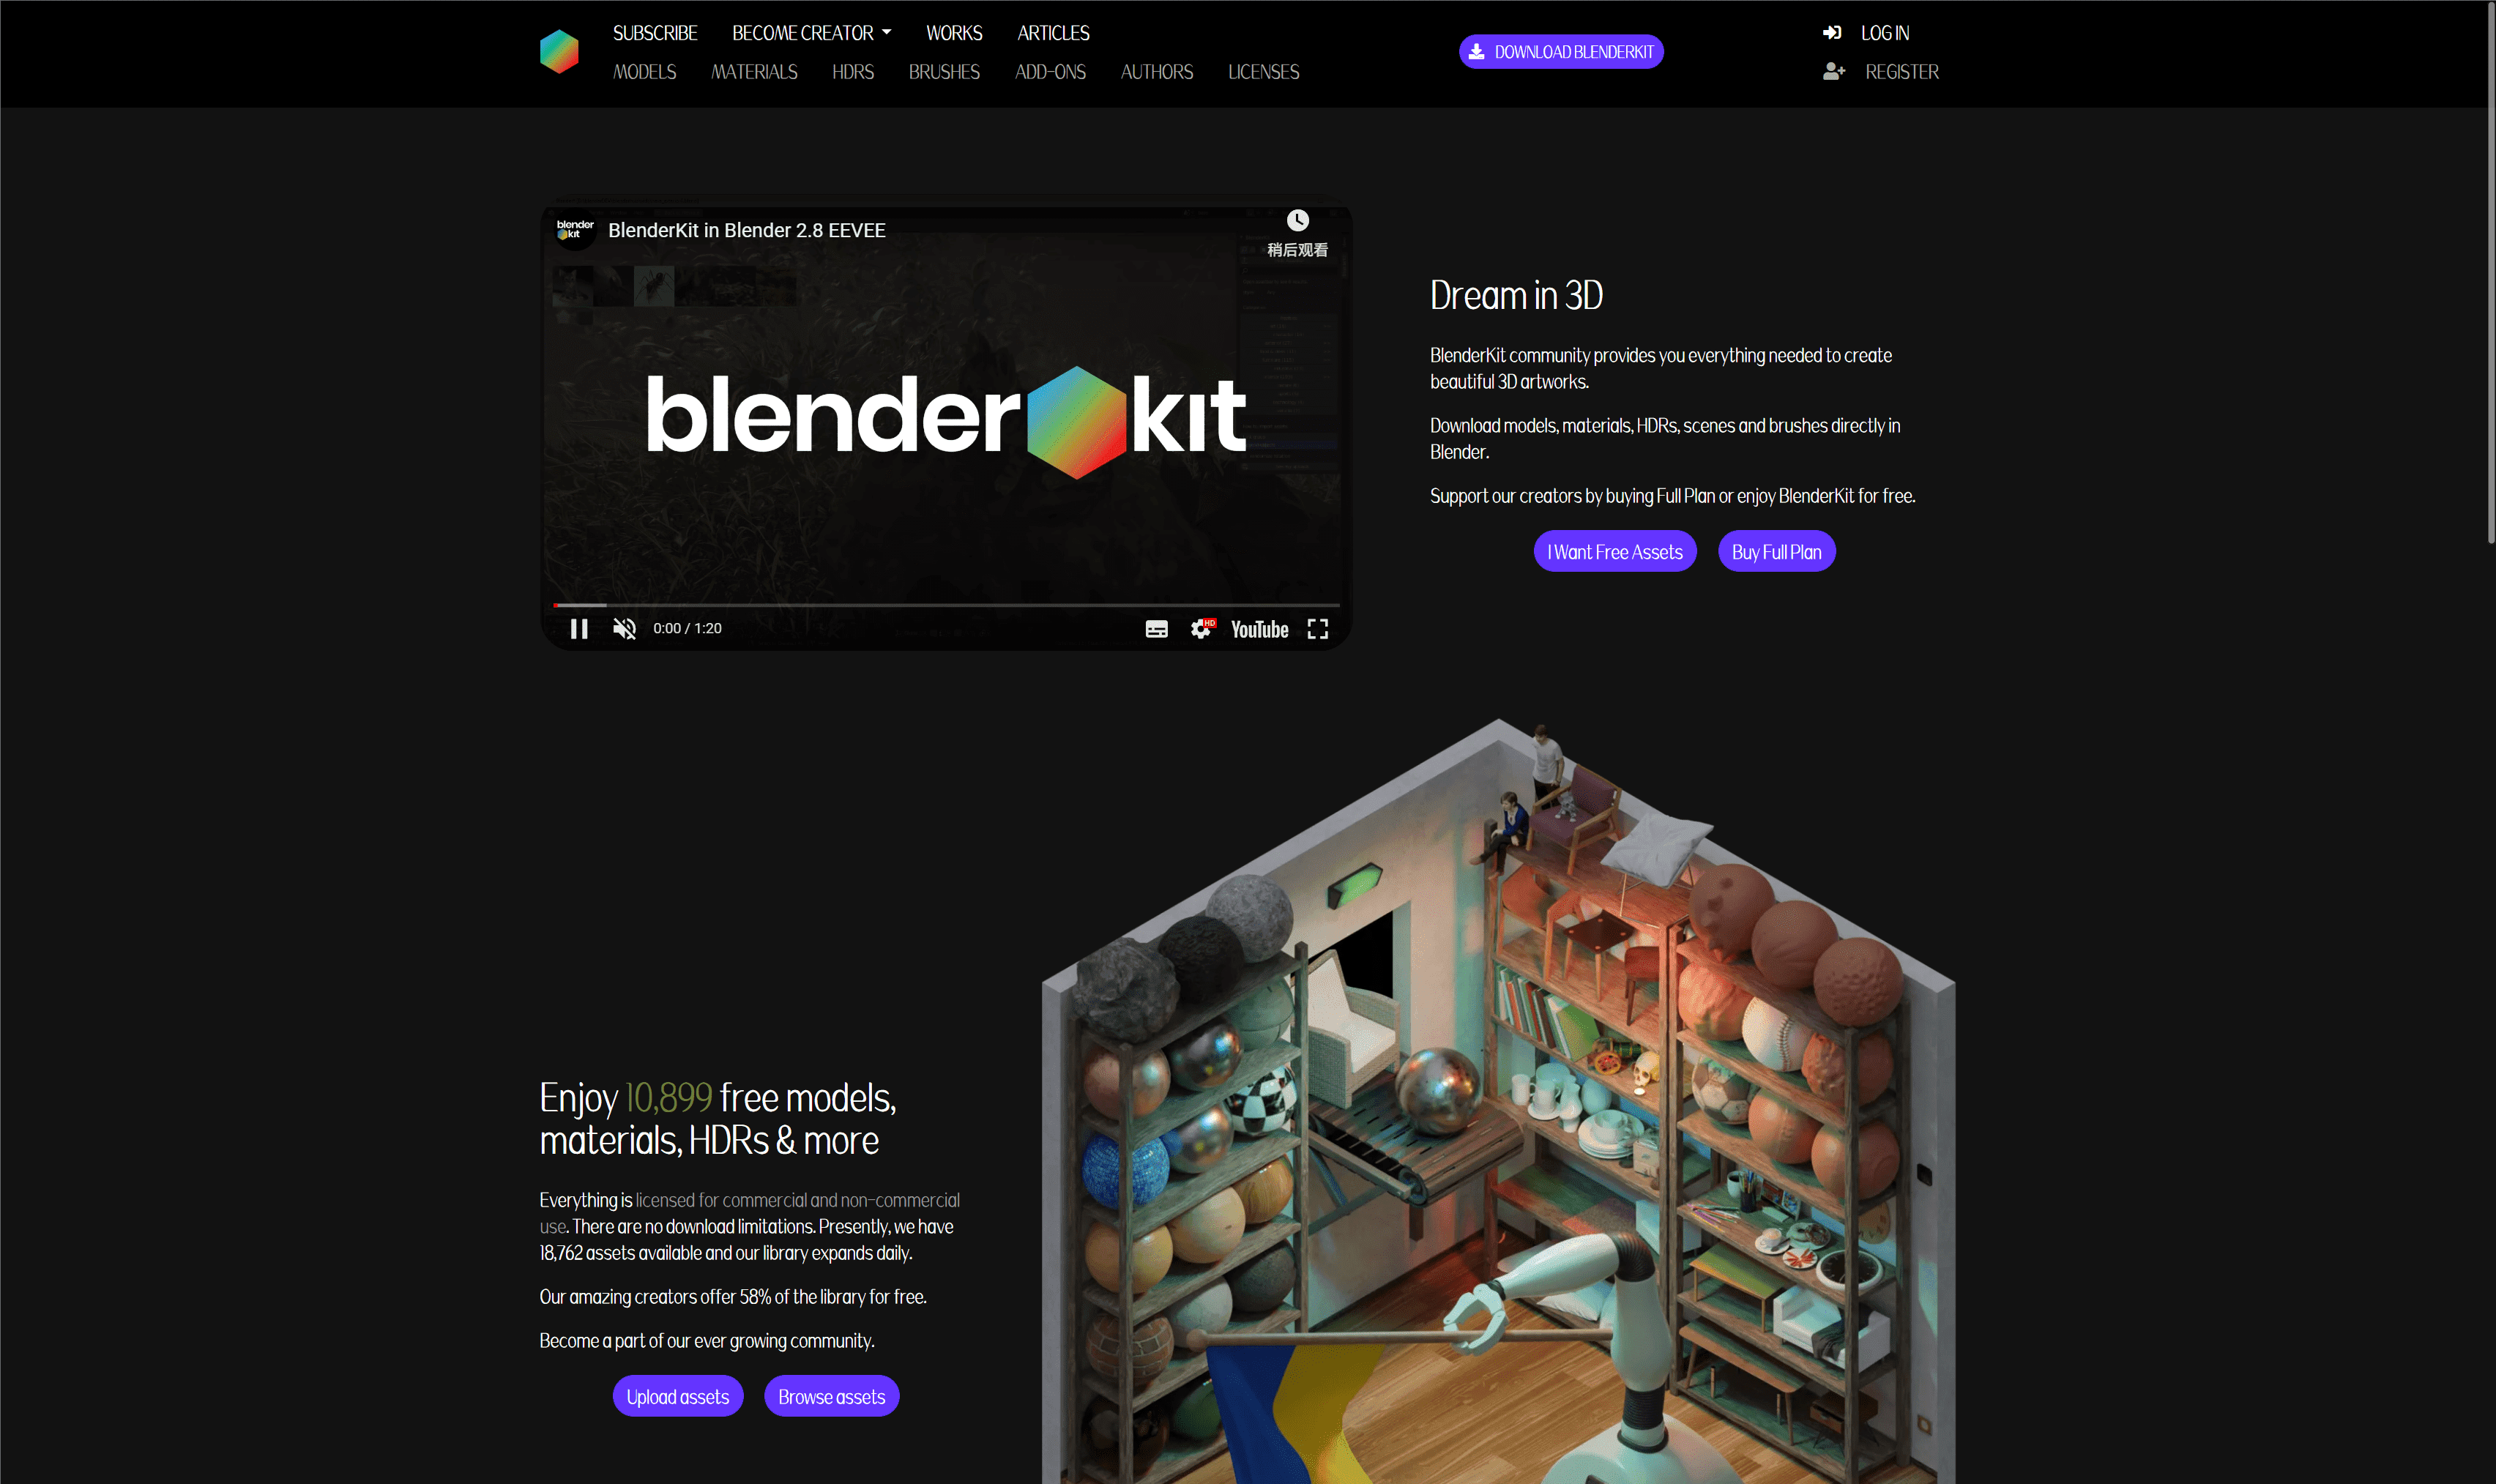 SUBSCRIBE BECOME CREATOR WORKS ARTICLES
MODELS MATERIALS HDRS BRUSHES ADD-ONS AUTHORS LICENSES
DOWNLOAD BLENDERKIT
LOG IN
REGISTER
blender
kit
BlenderKit in Blender 2.8 EEVEE
稍后观看
blender kit
0:00 / 1:20
HD
YouTube
Dream in 3D
BlenderKit community provides you everything needed to create
beautiful 3D artworks.
Download models, materials, HDRs, scenes and brushes directly in
Blender.
Support our creators by buying Full Plan or enjoy BlenderKit for free.
I Want Free Assets
Buy Full Plan
Enjoy 10,899 free models,
materials, HDRs & more
Everything is licensed for commercial and non-commercial
use. There are no download limitations. Presently, we have
18,762 assets available and our library expands daily.
Our amazing creators offer 58% of the library for free.
Become a part of our ever growing community.
Upload assets
Browse assets